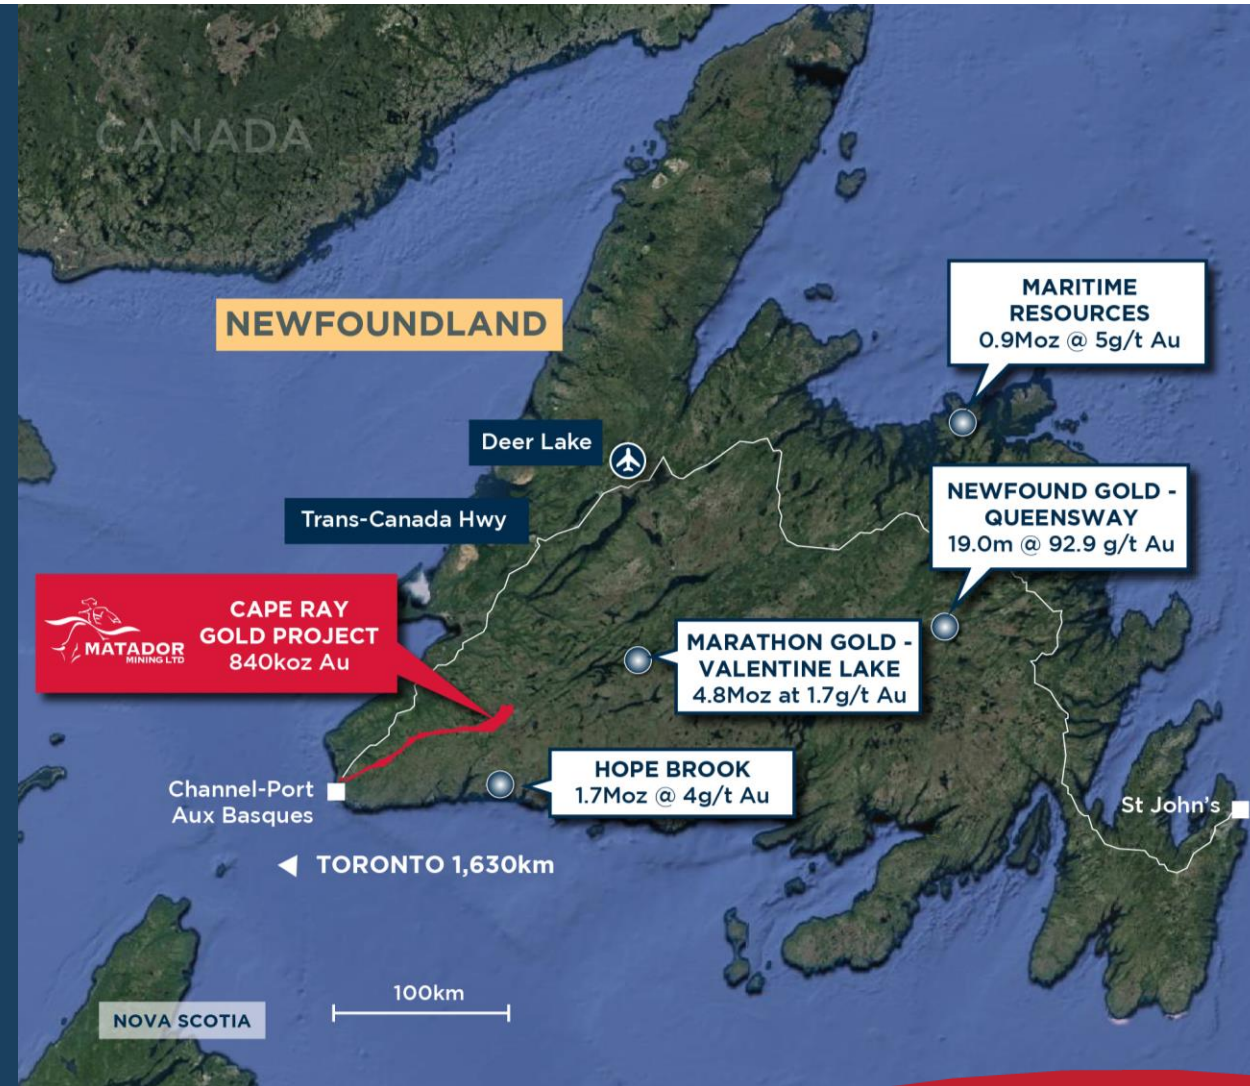 CANADA
NEWFOUNDLAND
MARITIME
RESOURCES
0.9Moz @ 5g/t Au
Deer Lake
Trans-Canada Hwy
NEWFOUND GOLD -
QUEENSWAY
19.0m @ 92.9 g/t Au
MATADOR
MINING LTD
CAPE RAY
GOLD PROJECT
840koz Au
MARATHON GOLD -
VALENTINE LAKE
4.8Moz at 1.7g/t Au
HOPE BROOK
1.7Moz @ 4g/t Au
Channel-Port
Aux Basques
St John's
TORONTO 1,630km
100km
NOVA SCOTIA